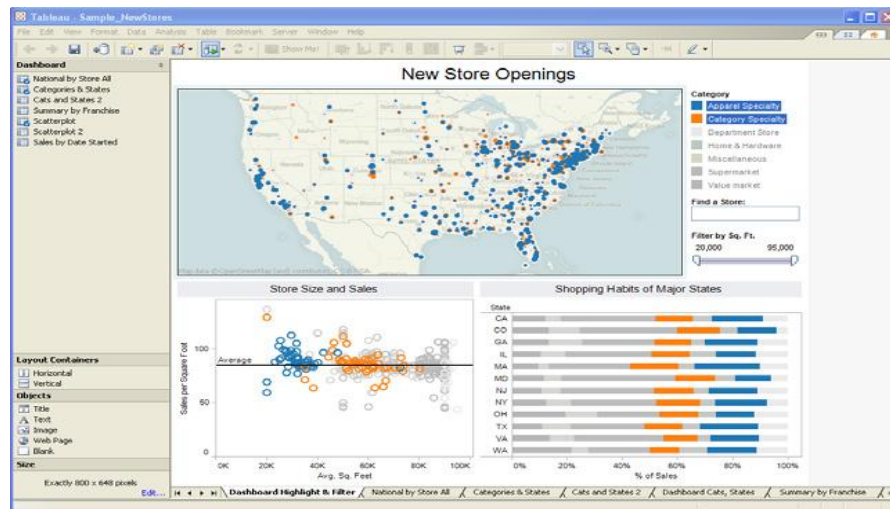 Tableau - Sample_NewStores
File Edit View Format Data Analysis Table Bookmark Server Window Help
Show Me!
Dashboard
National by Store All
Categories & States
Cats and States 2
Summary by Franchise
Scatterplot
Scatterplot 2
Sales by Date Started
Layout Containers
Horizontal
Vertical
Objects
Title
Text
Image
Web Page
Blank
Size
Exactly 800 x 648 pixels
Edit...
New Store Openings
Category
Apparel Specialty
Category Specialty
Department Store
Home & Hardware
Miscellaneous
Supermarket
Value market
Find a Store:
Filter by Sq. Ft.
20,000 95,000
Store Size and Sales
Sales per Square Foot
100
50
0
Average
0K 20K 40K 60K 80K 100K
Avg. Sq. Feet
Shopping Habits of Major States
State
CA
CO
GA
IL
MA
MD
NJ
NY
OH
TX
VA
WA
0% 20% 40% 60% 80% 100%
% of Sales
Dashboard Highlight & Filter National by Store All Categories & States Cats and States 2 Dashboard Cats, States Summary by Franchise